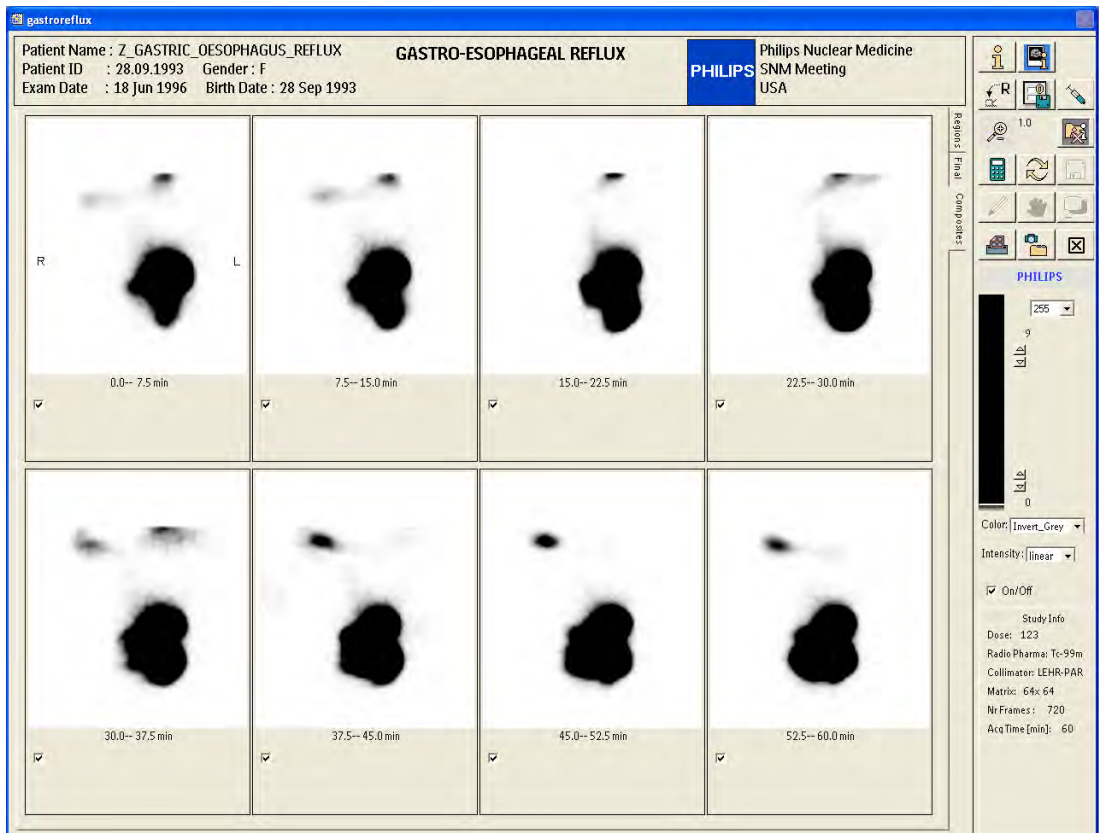 gastroreflux
Patient Name : Z_GASTRIC_OESOPHAGUS_REFLUX
Patient ID : 28.09.1993 Gender : F
Exam Date : 18 Jun 1996 Birth Date : 28 Sep 1993
GASTRO-ESOPHAGEAL REFLUX
PHILIPS
Philips Nuclear Medicine
SNM Meeting
USA
R
L
0.0-- 7.5 min
7.5-- 15.0 min
15.0-- 22.5 min
22.5-- 30.0 min
30.0-- 37.5 min
37.5-- 45.0 min
45.0-- 52.5 min
52.5-- 60.0 min
Regions
Final
Composites
R
1.0
PHILIPS
255
9
0
Color: Invert_Grey
Intensity: linear
On/Off
Study Info
Dose: 123
Radio Pharma: Tc-99m
Collimator: LEHR-PAR
Matrix: 64x 64
Nr Frames : 720
Acq Time [min]: 60